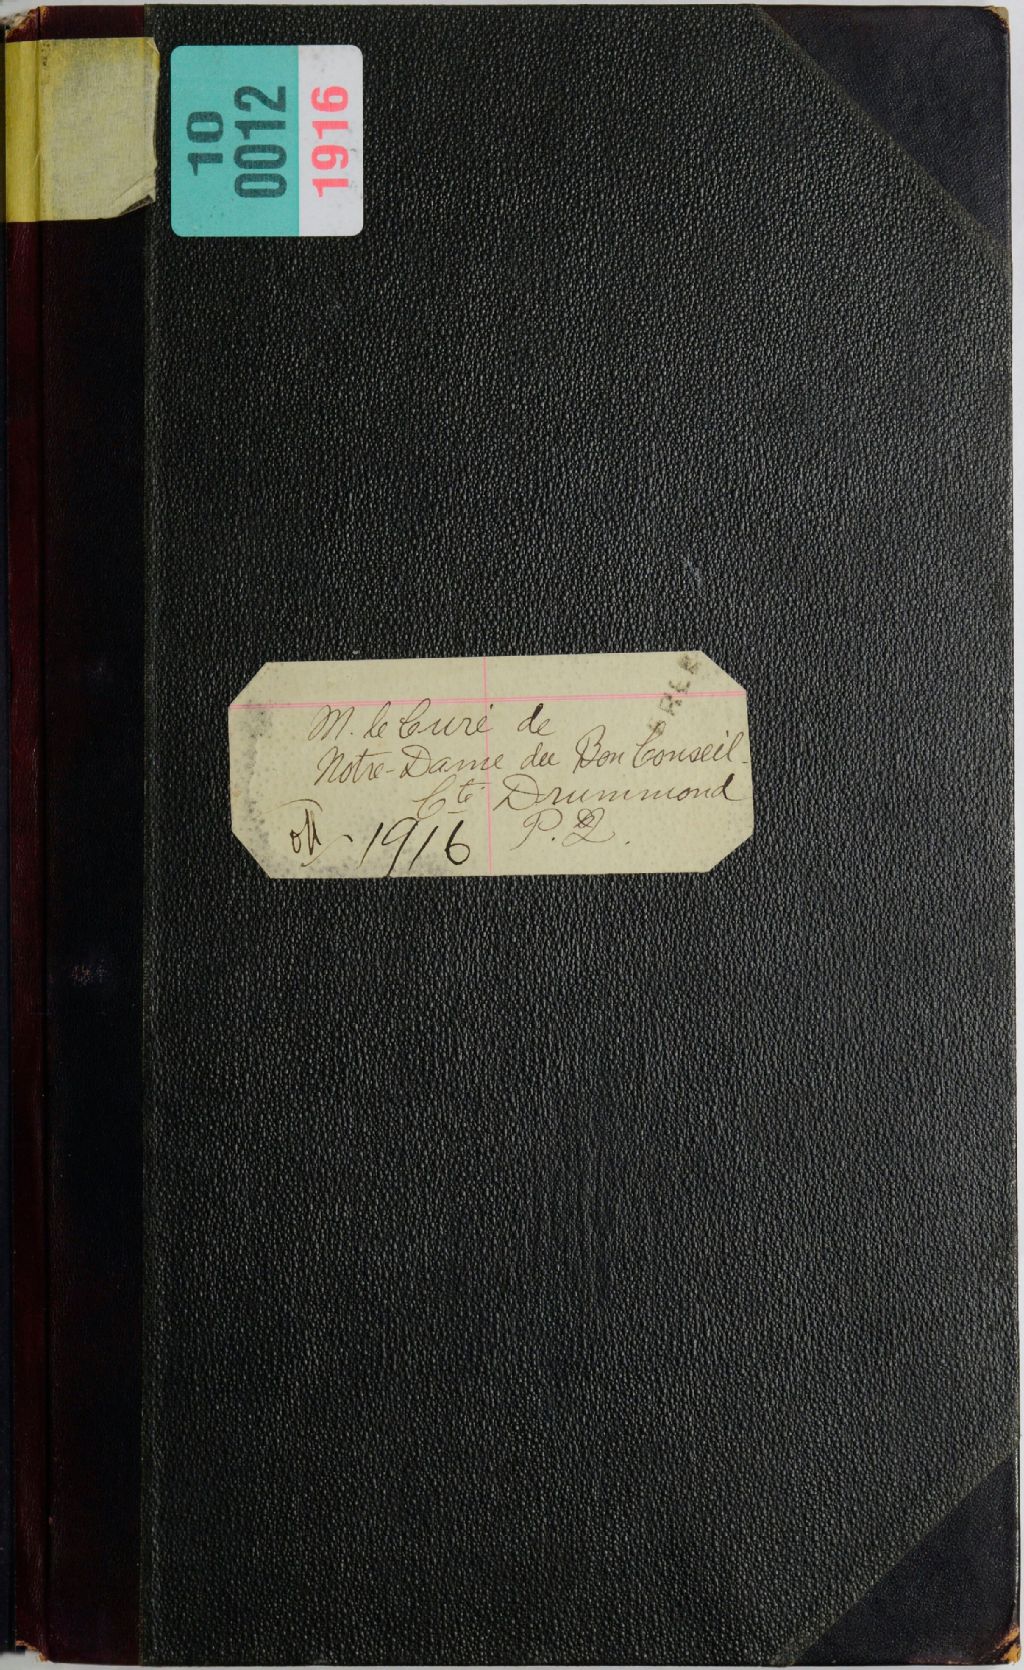 10
0012
1916
M. le Curé de
Notre-Dame du Bon Conseil.
Cté Drummond
P. Q.
1916